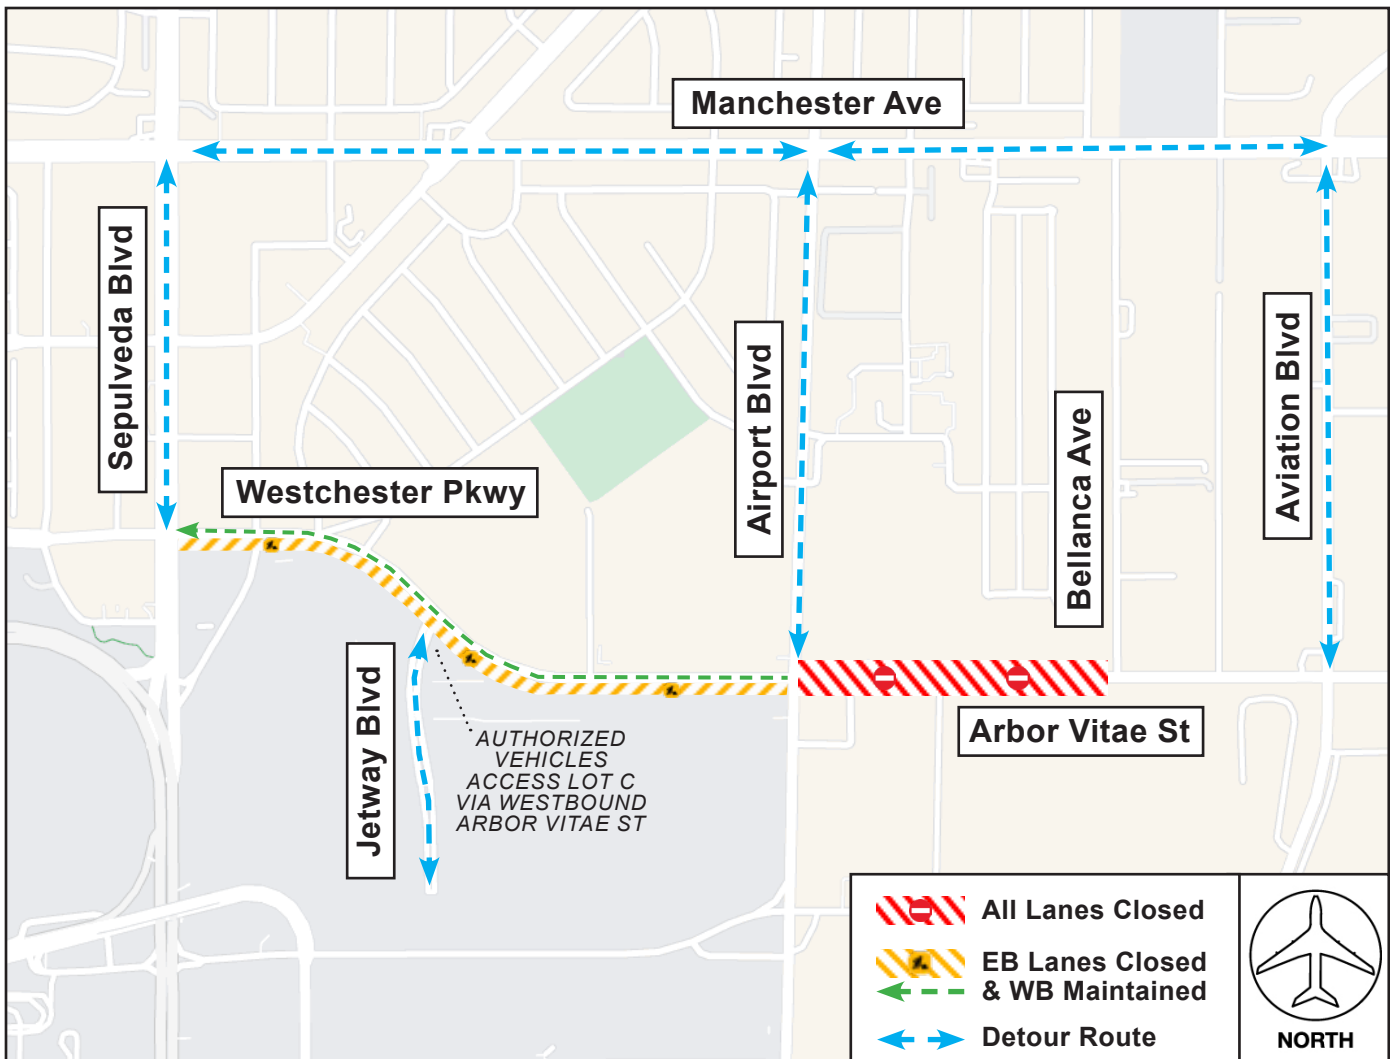 Manchester Ave
Sepulveda Blvd
Airport Blvd
Aviation Blvd
Bellanca Ave
Westchester Pkwy
Jetway Blvd
AUTHORIZED
VEHICLES
ACCESS LOT C
VIA WESTBOUND
ARBOR VITAE ST
Arbor Vitae St
All Lanes Closed
EB Lanes Closed
& WB Maintained
Detour Route
NORTH